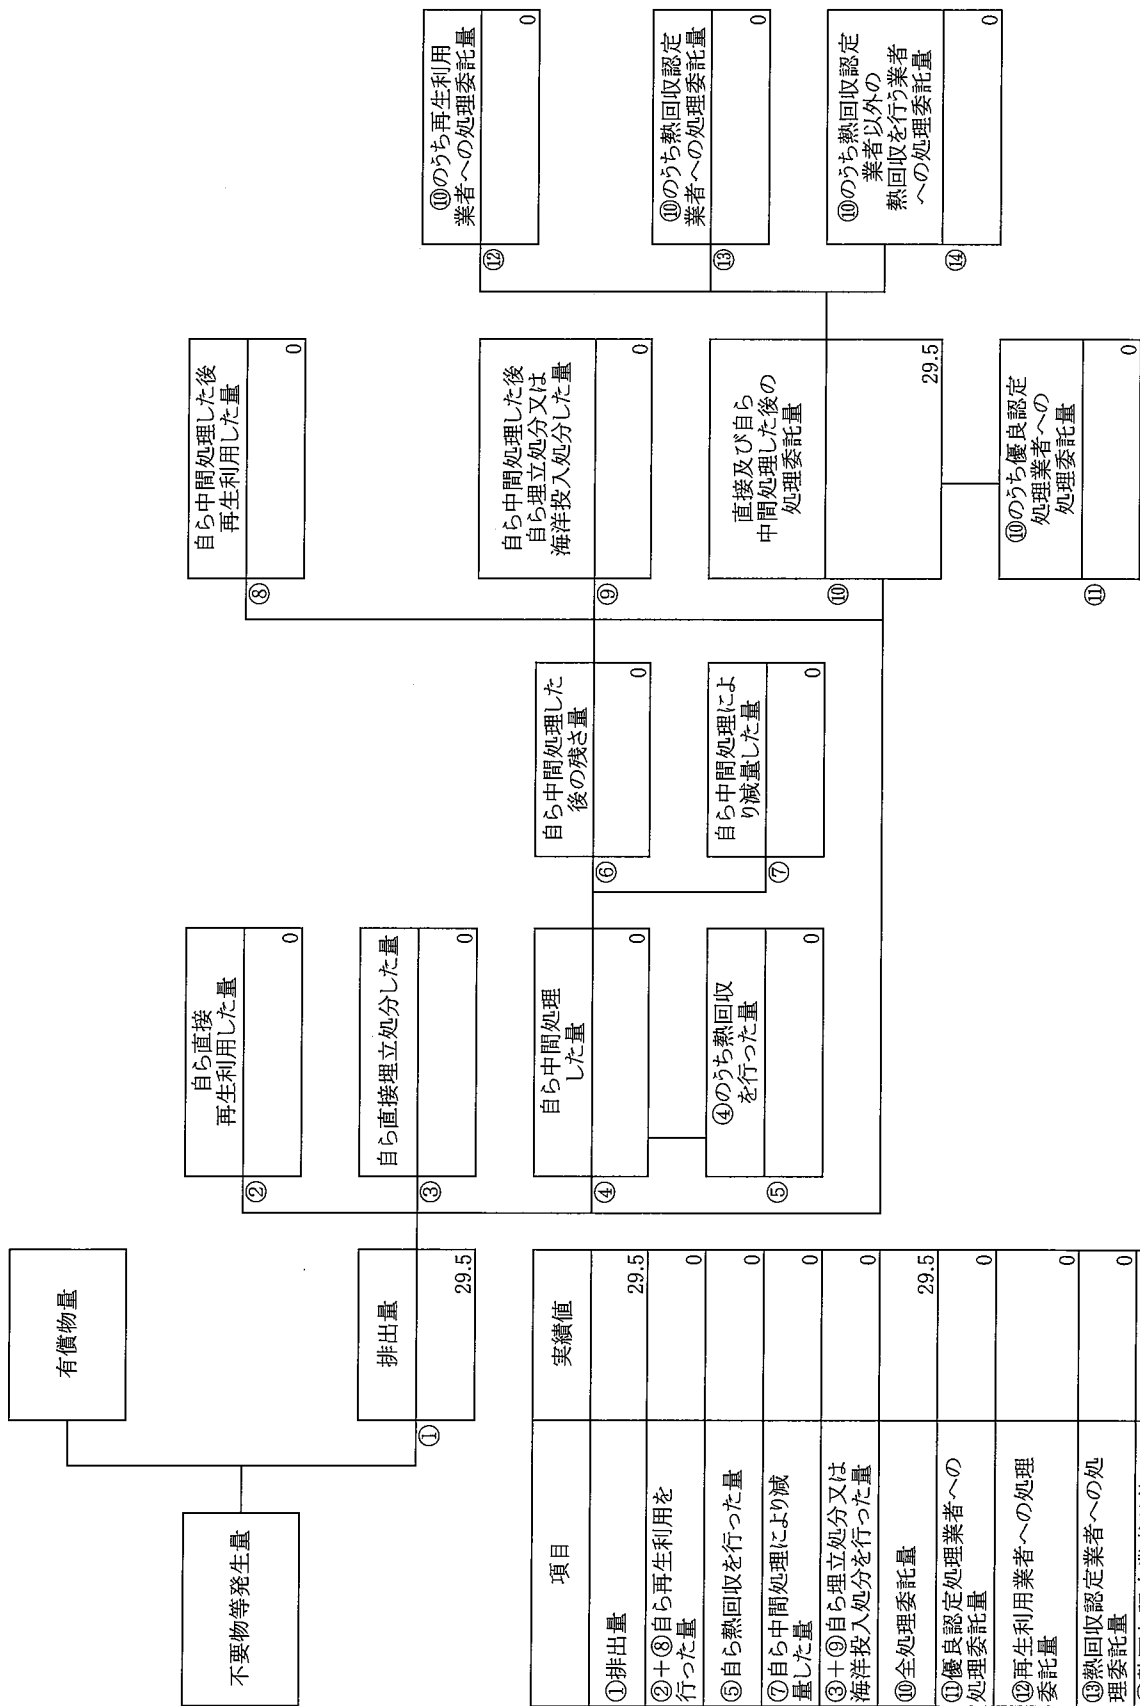 不要物等発生量
有償物量
①
排出量
29.5
②
自ら直接
再生利用した量
0
③
自ら直接埋立処分した量
0
④
自ら中間処理
した量
0
⑤
④のうち熱回収
を行った量
0
⑥
自ら中間処理した
後の残さ量
0
⑦
自ら中間処理によ
り減量した量
0
⑧
自ら中間処理した後
再生利用した量
0
⑨
自ら中間処理した後
自ら埋立処分又は
海洋投入処分した量
0
⑩
直接及び自ら
中間処理した後の
処理委託量
29.5
⑪
⑩のうち優良認定
処理業者への
処理委託量
0
⑫
⑩のうち再生利用
業者への処理委託量
0
⑬
⑩のうち熱回収認定
業者への処理委託量
0
⑭
⑩のうち熱回収認定
業者以外の
熱回収を行う業者
への処理委託量
0
項目 実績値
①排出量 29.5
②+⑧自ら再生利用を
行った量 0
⑤自ら熱回収を行った量 0
⑦自ら中間処理により減
量した量 0
③+⑨自ら埋立処分又は
海洋投入処分を行った量 0
⑩全処理委託量 29.5
⑪優良認定処理業者への
処理委託量 0
⑫再生利用業者への処理
委託量 0
⑬熱回収認定業者への処
理委託量 0